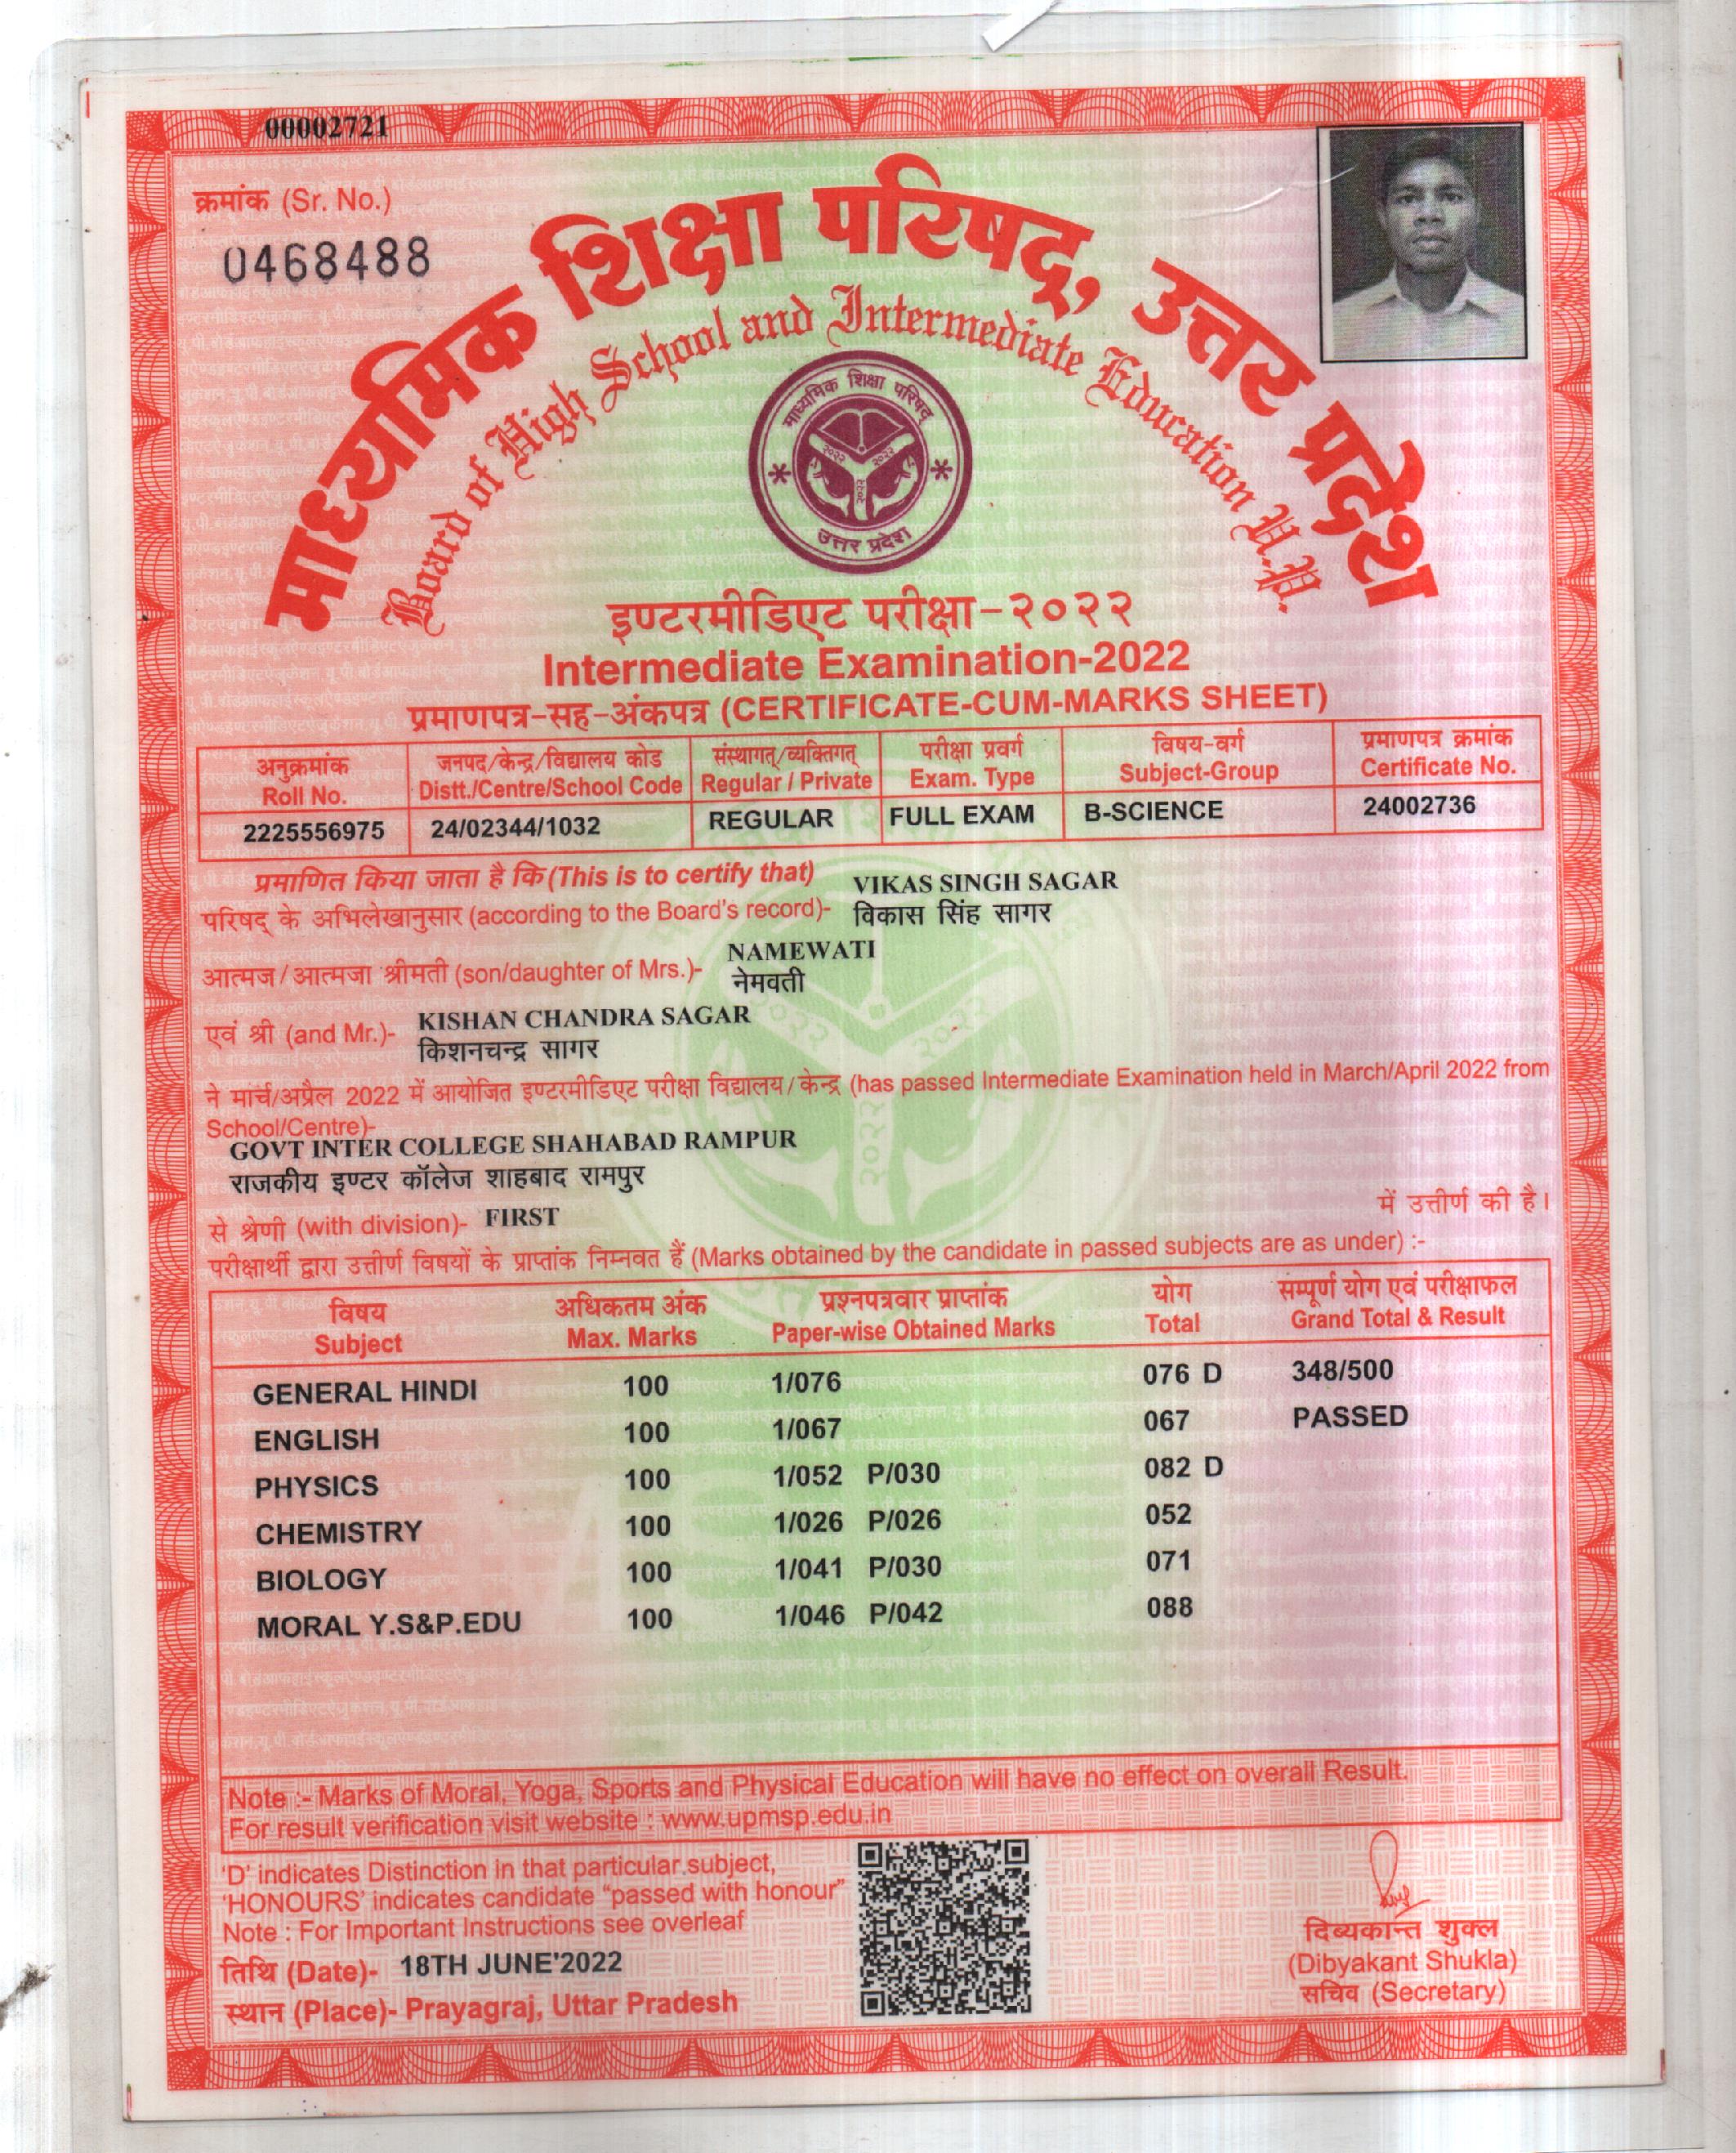 00002721
क्रमांक (Sr. No.)
0468488
माध्यमिक शिक्षा परिषद्, उत्तर प्रदेश
Board of High School and Intermediate Education U.P.
माध्यमिक शिक्षा परिषद्
२०२२ २०२२
२०२२
उत्तर प्रदेश
इण्टरमीडिएट परीक्षा-२०२२
Intermediate Examination-2022
प्रमाणपत्र-सह-अंकपत्र (CERTIFICATE-CUM-MARKS SHEET)
अनुक्रमांक जनपद/केन्द्र/विद्यालय कोड संस्थागत्/व्यक्तिगत् परीक्षा प्रवर्ग विषय-वर्ग प्रमाणपत्र क्रमांक
Roll No. Distt./Centre/School Code Regular / Private Exam. Type Subject-Group Certificate No.
2225556975 24/02344/1032 REGULAR FULL EXAM B-SCIENCE 24002736
प्रमाणित किया जाता है कि (This is to certify that) VIKAS SINGH SAGAR
परिषद् के अभिलेखानुसार (according to the Board's record)- विकास सिंह सागर
NAMEWATI
आत्मज/आत्मजा श्रीमती (son/daughter of Mrs.)- नेमवती
KISHAN CHANDRA SAGAR
एवं श्री (and Mr.)- किशनचन्द्र सागर
ने मार्च/अप्रैल 2022 में आयोजित इण्टरमीडिएट परीक्षा विद्यालय/केन्द्र (has passed Intermediate Examination held in March/April 2022 from
School/Centre)-
GOVT INTER COLLEGE SHAHABAD RAMPUR
राजकीय इण्टर कॉलेज शाहबाद रामपुर
से श्रेणी (with division)- FIRST में उत्तीर्ण की है।
परीक्षार्थी द्वारा उत्तीर्ण विषयों के प्राप्तांक निम्नवत हैं (Marks obtained by the candidate in passed subjects are as under) :-
विषय अधिकतम अंक प्रश्नपत्रवार प्राप्तांक योग सम्पूर्ण योग एवं परीक्षाफल
Subject Max. Marks Paper-wise Obtained Marks Total Grand Total & Result
GENERAL HINDI 100 1/076 076 D 348/500
ENGLISH 100 1/067 067 PASSED
PHYSICS 100 1/052 P/030 082 D
CHEMISTRY 100 1/026 P/026 052
BIOLOGY 100 1/041 P/030 071
MORAL Y.S&P.EDU 100 1/046 P/042 088
Note :- Marks of Moral, Yoga, Sports and Physical Education will have no effect on overall Result.
For result verification visit website : www.upmsp.edu.in
'D' indicates Distinction in that particular subject,
'HONOURS' indicates candidate "passed with honour"
Note : For Important Instructions see overleaf
तिथि (Date)- 18TH JUNE'2022
स्थान (Place)- Prayagraj, Uttar Pradesh
दिव्यकान्त शुक्ल
(Dibyakant Shukla)
सचिव (Secretary)